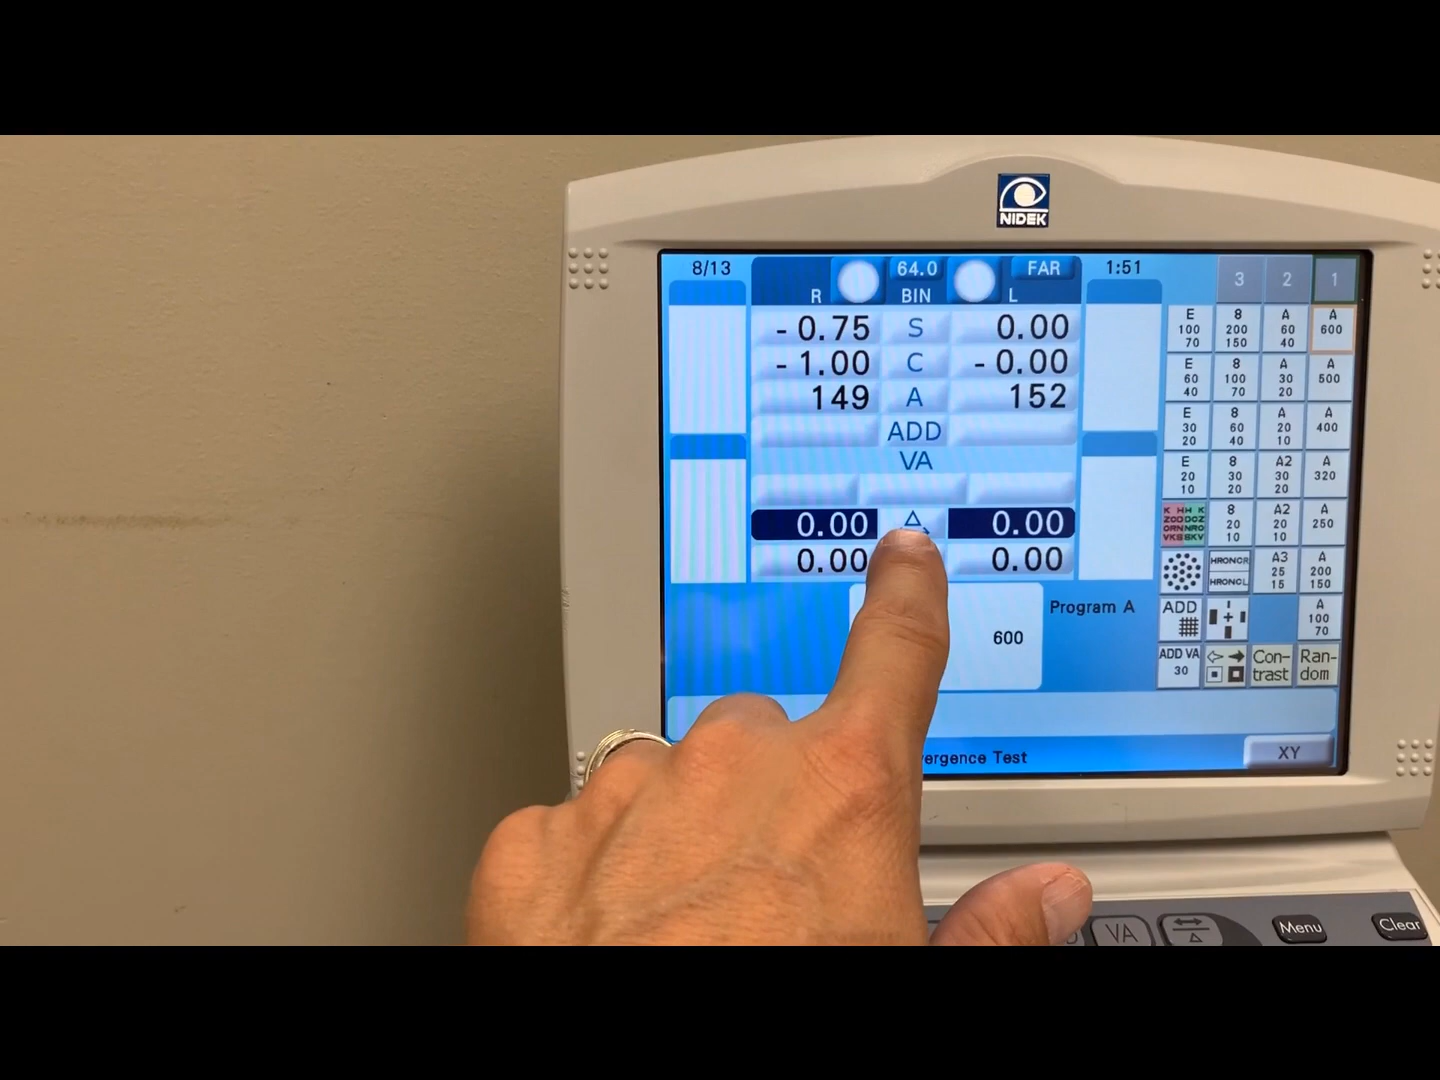 NIDEK
8/13
64.0
FAR
1:51
3 2 1
R BIN L
- 0.75 S 0.00
- 1.00 C - 0.00
149 A 152
ADD
VA
0.00 0.00
0.00 0.00
600
Program A
vergence Test
XY
E 100 70
8 200 150
A 60 40
A 600
E 60 40
8 100 70
A 30 20
A 500
E 30 20
8 60 40
A 20 10
A 400
E 20 10
8 30 20
A2 30 20
A 320
8 20 10
A2 20 10
A 250
HRONCR
HRONCL
A3 25 15
A 200 150
ADD
A 100 70
ADD VA 30
Con-
trast
Ran-
dom
VA
Menu
Clear